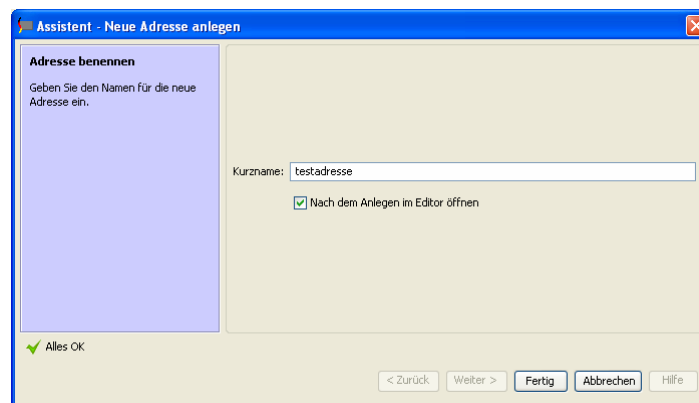 Assistent - Neue Adresse anlegen
Adresse benennen
Geben Sie den Namen für die neue
Adresse ein.
Kurzname: testadresse
Nach dem Anlegen im Editor öffnen
Alles OK
< Zurück Weiter > Fertig Abbrechen Hilfe